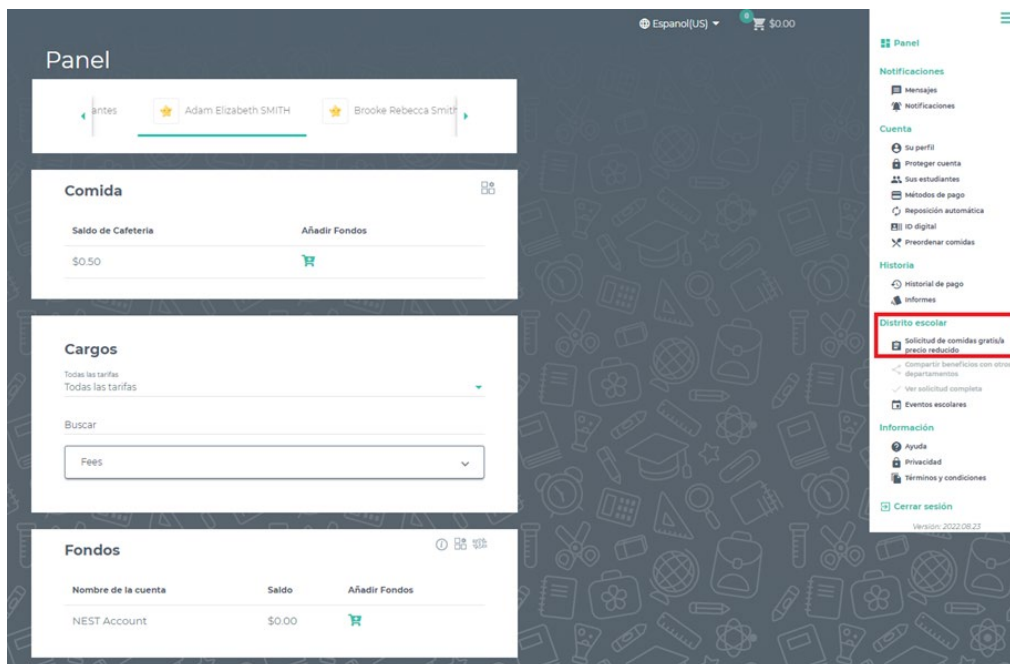 Espanol(US)
0
$0.00
Panel
antes
Adam Elizabeth SMITH
Brooke Rebecca Smith
Comida
Saldo de Cafeteria
Añadir Fondos
$0.50
Cargos
Todas las tarifas
Todas las tarifas
Buscar
Fees
Fondos
Nombre de la cuenta
Saldo
Añadir Fondos
NEST Account
$0.00
Panel
Notificaciones
Mensajes
Notificaciones
Cuenta
Su perfil
Proteger cuenta
Sus estudiantes
Métodos de pago
Reposición automática
ID digital
Preordenar comidas
Historia
Historial de pago
Informes
Distrito escolar
Solicitud de comidas gratis/a
precio reducido
Compartir beneficios con otros
departamentos
Ver solicitud completa
Eventos escolares
Información
Ayuda
Privacidad
Términos y condiciones
Cerrar sesión
Version: 2022.08.23